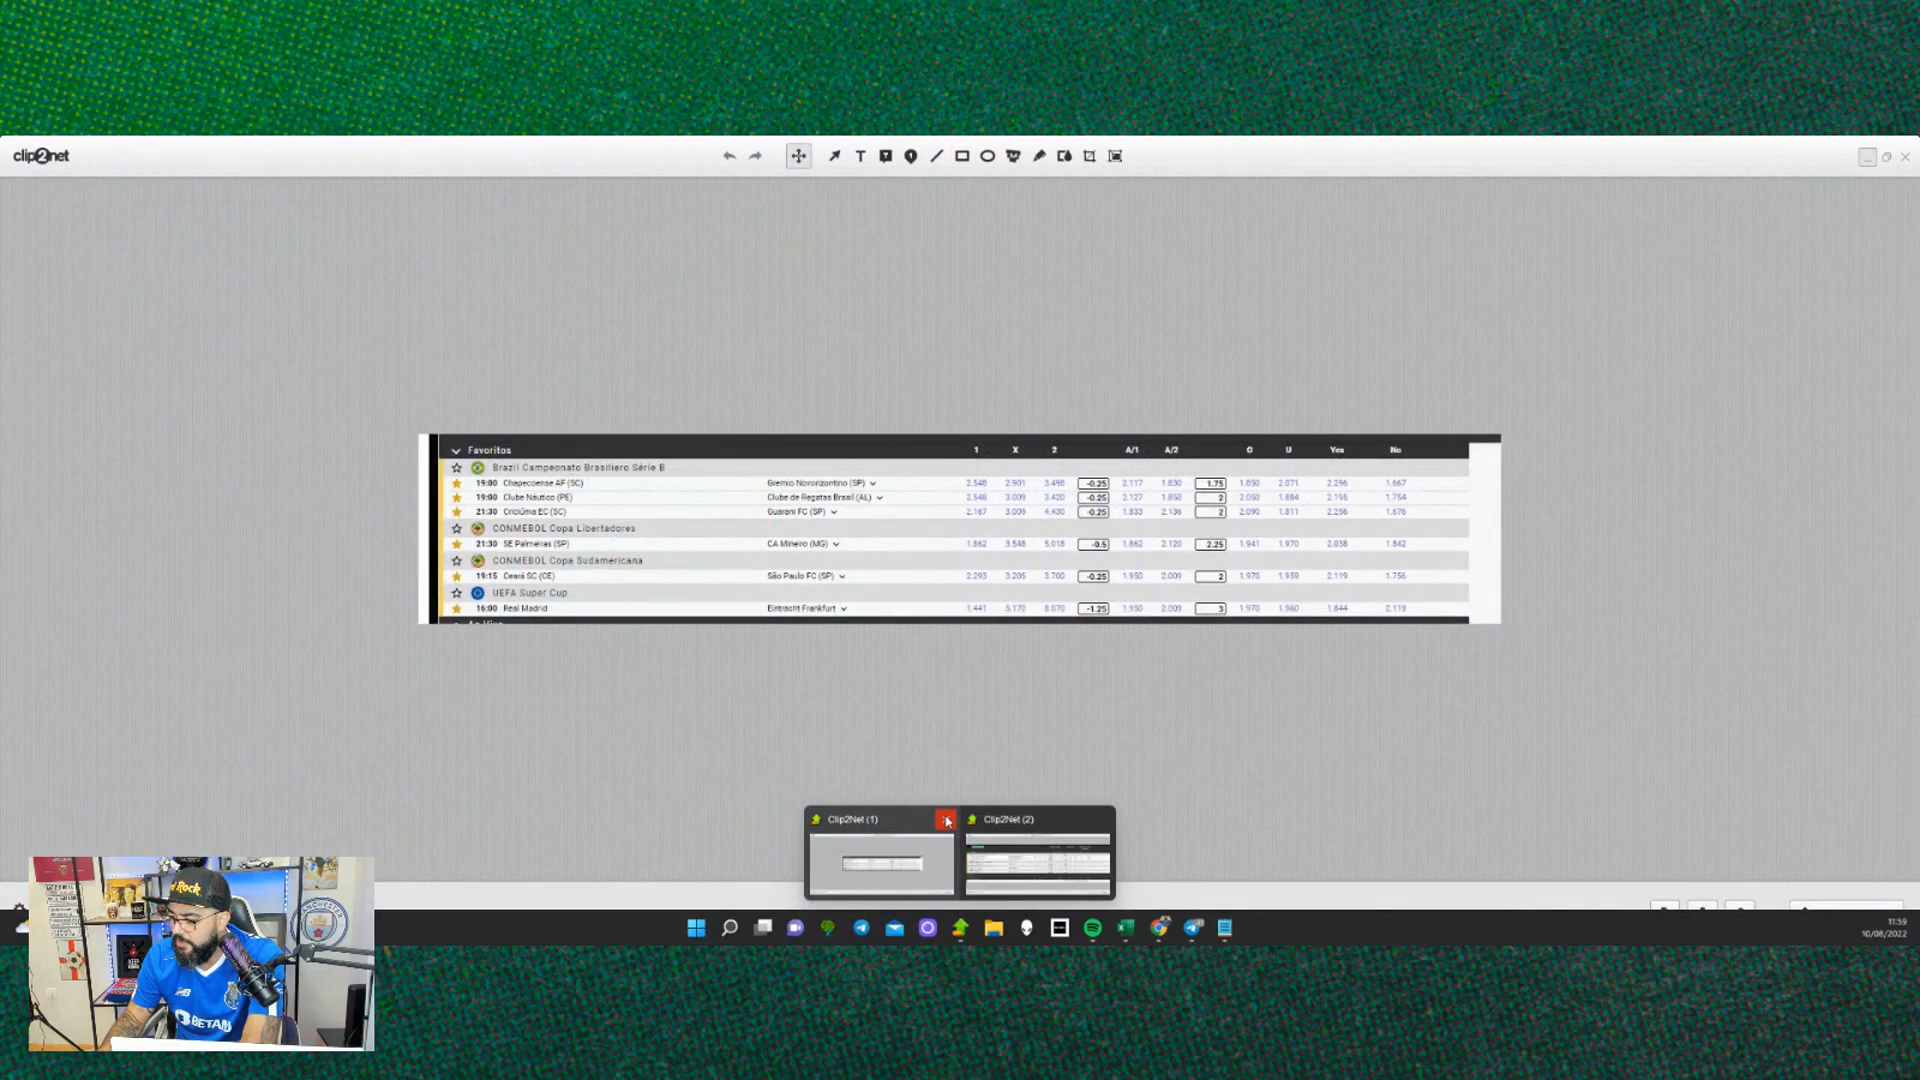 clip2net
Favoritos 1 X 2 A/1 A/2 O U Yes No
Brazil Campeonato Brasiliero Série B
19:00 Chapecoense AF (SC) Gremio Novorizontino (SP) 2.548 2.901 3.498 -0.25 2.117 1.830 1.75 1.850 2.071 2.296 1.667
19:00 Clube Náutico (PE) Clube de Regatas Brasil (AL) 2.548 3.009 3.420 -0.25 2.127 1.850 2 2.050 1.884 2.195 1.754
21:30 Criciúma EC (SC) Guarani FC (SP) 2.167 3.009 4.430 -0.25 1.833 2.136 2 2.090 1.811 2.256 1.676
CONMEBOL Copa Libertadores
21:30 SE Palmeiras (SP) CA Mineiro (MG) 1.862 3.548 5.018 -0.5 1.862 2.120 2.25 1.941 1.970 2.038 1.842
CONMEBOL Copa Sudamericana
19:15 Ceará SC (CE) São Paulo FC (SP) 2.293 3.205 3.700 -0.25 1.950 2.009 2 1.970 1.959 2.119 1.756
UEFA Super Cup
16:00 Real Madrid Eintracht Frankfurt 1.441 5.170 8.070 -1.25 1.950 2.009 3 1.970 1.960 1.844 2.119
Clip2Net (1) Clip2Net (2)
11:59
10/08/2022
MANCHESTER
BETAN